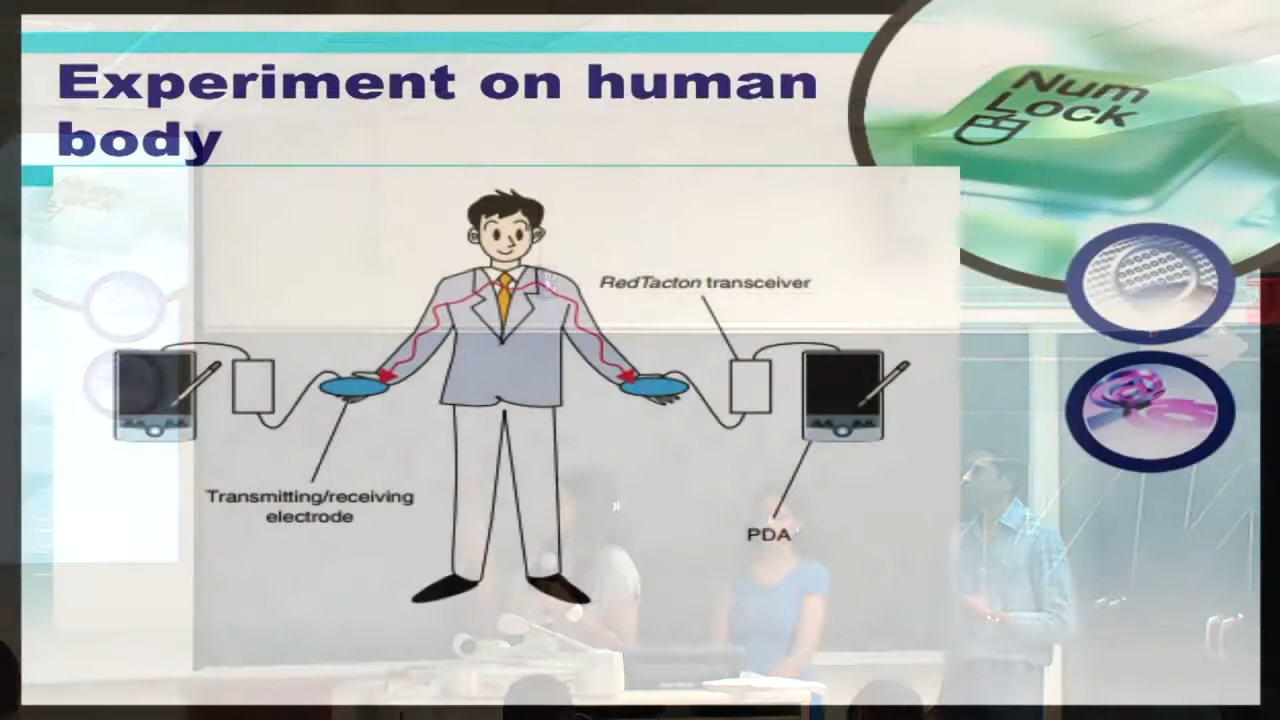 Experiment on human
body
Num
Lock
RedTacton transceiver
Transmitting/receiving
electrode
PDA